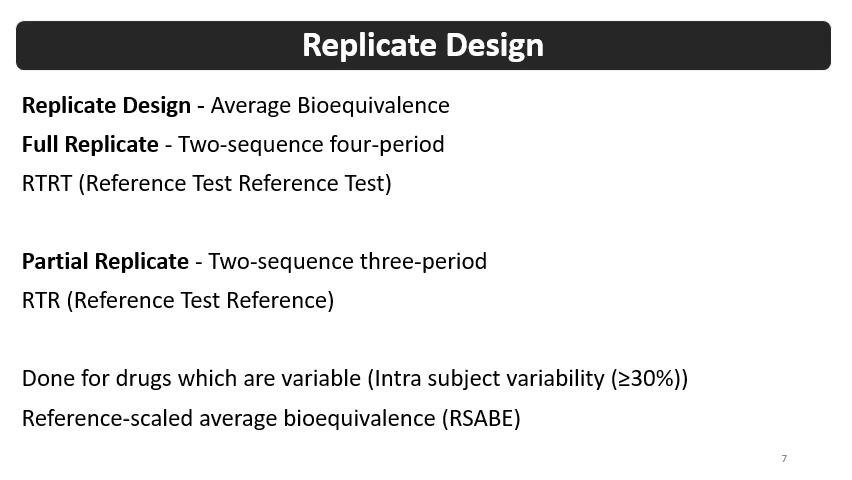 Replicate Design
Replicate Design - Average Bioequivalence
Full Replicate - Two-sequence four-period
RTRT (Reference Test Reference Test)
Partial Replicate - Two-sequence three-period
RTR (Reference Test Reference)
Done for drugs which are variable (Intra subject variability (≥30%))
Reference-scaled average bioequivalence (RSABE)
7